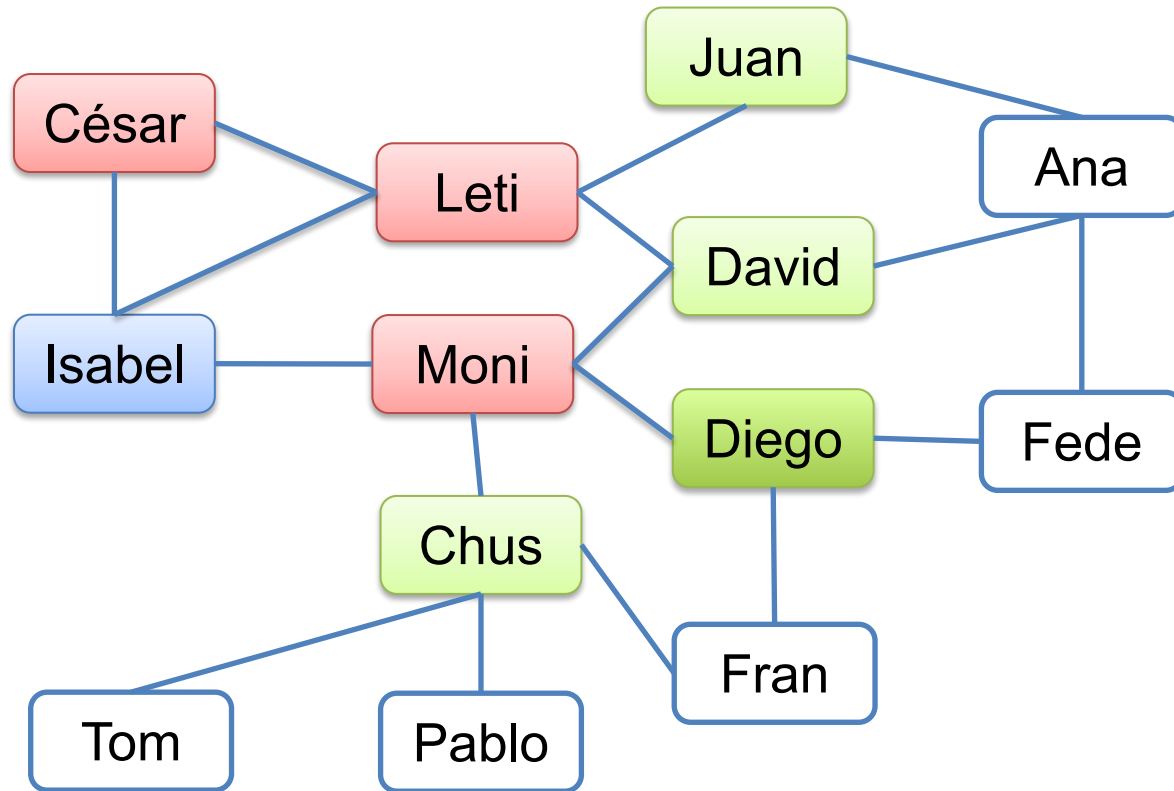 Juan
César
Ana
Leti
David
Isabel
Moni
Diego
Fede
Chus
Fran
Tom
Pablo